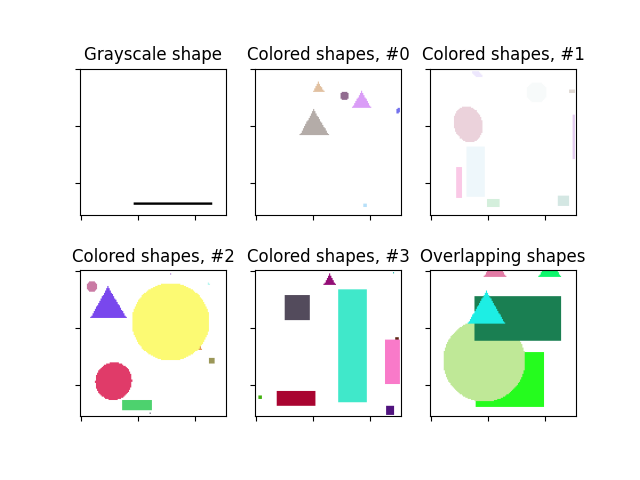 Grayscale shape
Colored shapes, #0
Colored shapes, #1
Colored shapes, #2
Colored shapes, #3
Overlapping shapes